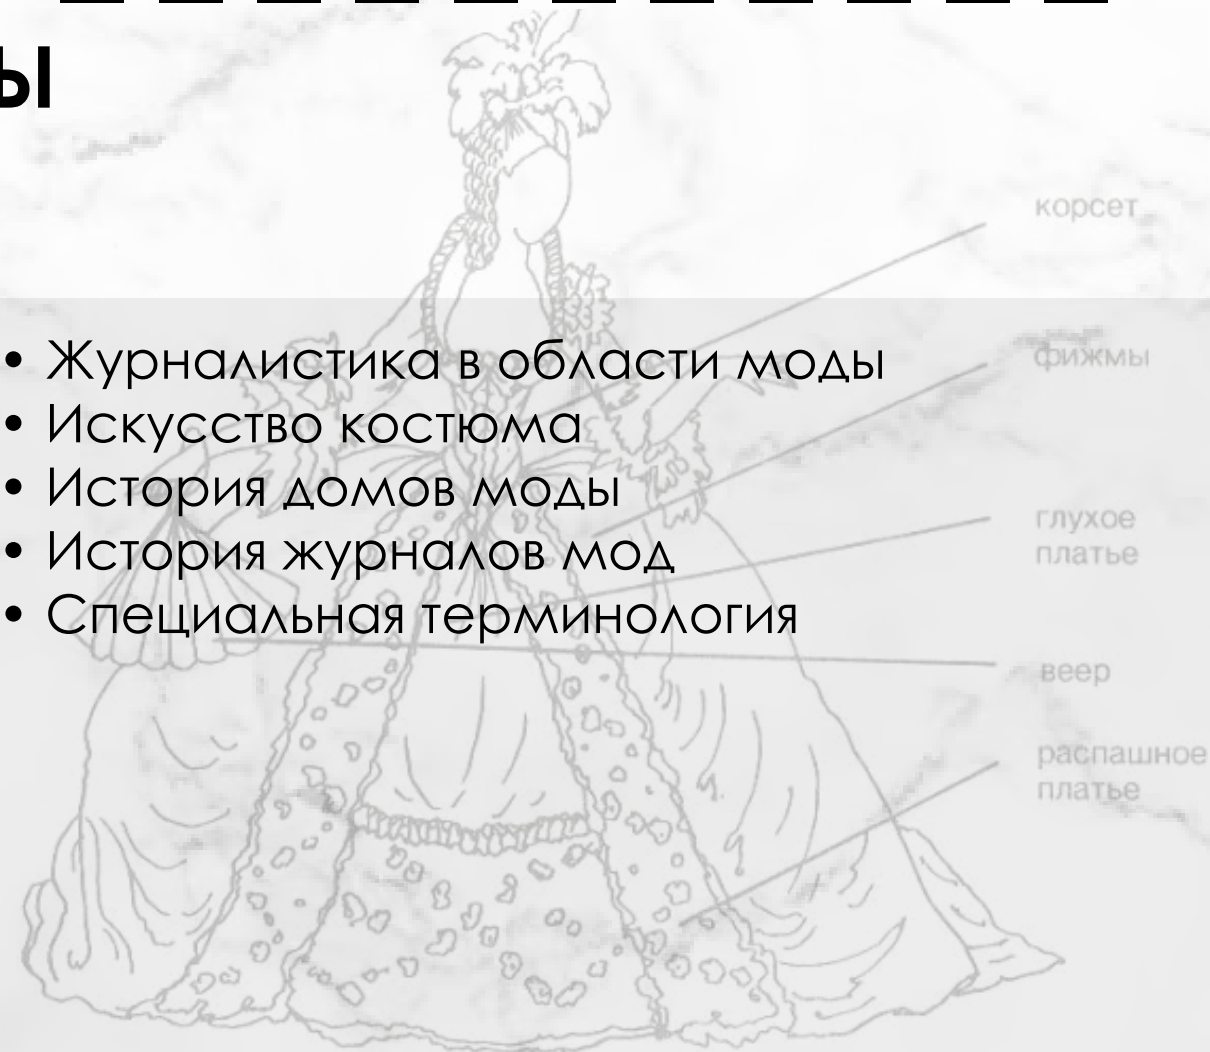 ы
корсет
фижмы
• Журналистика в области моды
• Искусство костюма
• История домов моды
• История журналов мод
• Специальная терминология
глухое
платье
веер
распашное
платье